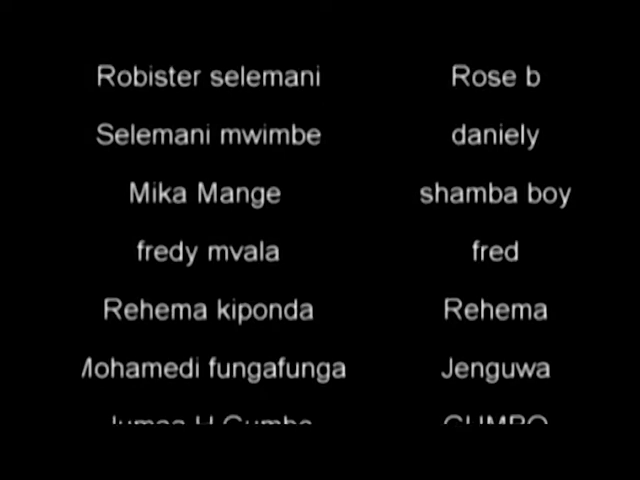 Robister selemani Rose b
Selemani mwimbe daniely
Mika Mange shamba boy
fredy mvala fred
Rehema kiponda Rehema
Mohamedi fungafunga Jenguwa